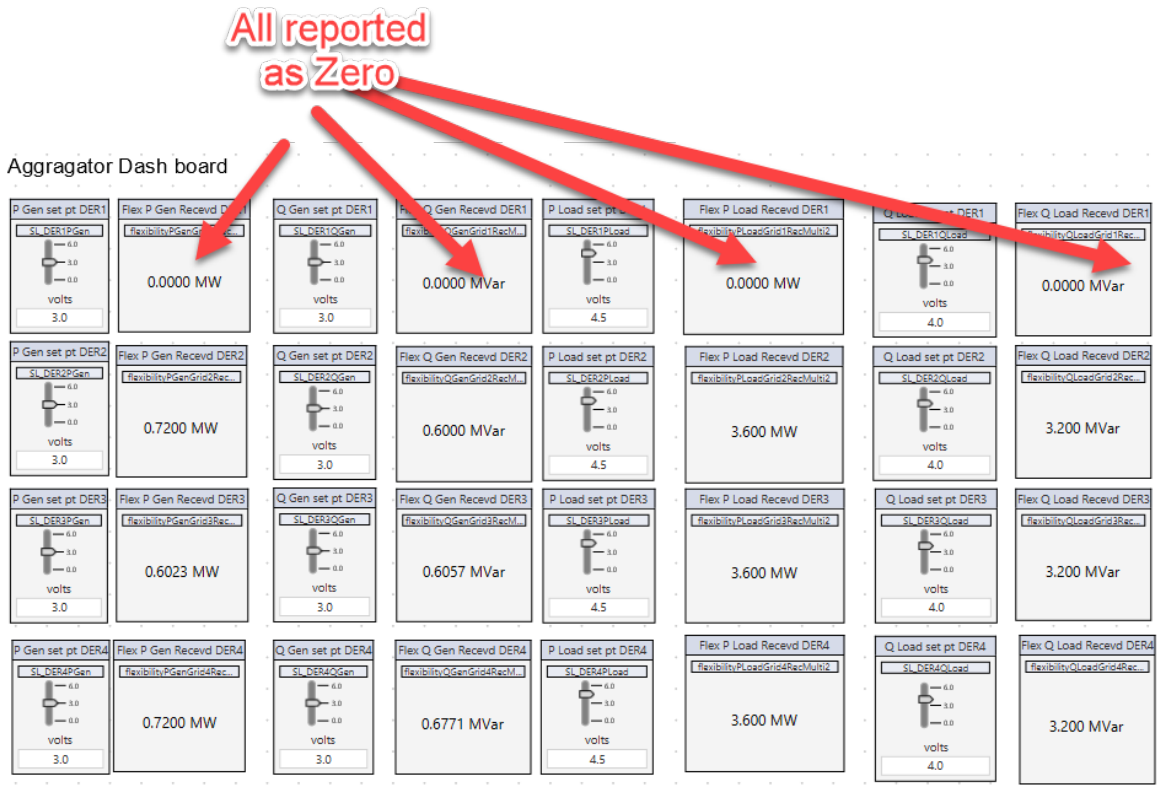 All reported
as Zero
Aggragator Dash board
P Gen set pt DER1
SL_DER1PGen
6.0
3.0
0.0
volts
3.0
Flex P Gen Recevd DER1
0.0000 MW
Q Gen set pt DER1
SL_DER1QGen
6.0
3.0
0.0
volts
3.0
Q Gen Recevd DER1
0.0000 MVar
P Load set pt DER1
SL_DER1PLoad
6.0
3.0
0.0
volts
4.5
Flex P Load Recevd DER1
flexibilityPLoadGrid1RecMulti2
0.0000 MW
set pt DER1
SL_DER1QLoad
6.0
3.0
0.0
volts
4.0
Flex Q Load Recevd DER1
flexibilityQLoadGrid1Rec...
0.0000 MVar
P Gen set pt DER2
SL_DER2PGen
6.0
3.0
0.0
volts
3.0
Flex P Gen Recevd DER2
flexibilityPGenGrid2Rec...
0.7200 MW
Q Gen set pt DER2
SL_DER2QGen
6.0
3.0
0.0
volts
3.0
Flex Q Gen Recevd DER2
flexibilityQGenGrid2RecM...
0.6000 MVar
P Load set pt DER2
SL_DER2PLoad
6.0
3.0
0.0
volts
4.5
Flex P Load Recevd DER2
flexibilityPLoadGrid2RecMulti2
3.600 MW
Q Load set pt DER2
SL_DER2QLoad
6.0
3.0
0.0
volts
4.0
Flex Q Load Recevd DER2
flexibilityQLoadGrid2Rec...
3.200 MVar
P Gen set pt DER3
SL_DER3PGen
6.0
3.0
0.0
volts
3.0
Flex P Gen Recevd DER3
flexibilityPGenGrid3Rec...
0.6023 MW
Q Gen set pt DER3
SL_DER3QGen
6.0
3.0
0.0
volts
3.0
Flex Q Gen Recevd DER3
flexibilityQGenGrid3RecM...
0.6057 MVar
P Load set pt DER3
SL_DER3PLoad
6.0
3.0
0.0
volts
4.5
Flex P Load Recevd DER3
flexibilityPLoadGrid3RecMulti2
3.600 MW
Q Load set pt DER3
SL_DER3QLoad
6.0
3.0
0.0
volts
4.0
Flex Q Load Recevd DER3
flexibilityQLoadGrid3Rec...
3.200 MVar
P Gen set pt DER4
SL_DER4PGen
6.0
3.0
0.0
volts
3.0
Flex P Gen Recevd DER4
flexibilityPGenGrid4Rec...
0.7200 MW
Q Gen set pt DER4
SL_DER4QGen
6.0
3.0
0.0
volts
3.0
Flex Q Gen Recevd DER4
flexibilityQGenGrid4RecM...
0.6771 MVar
P Load set pt DER4
SL_DER4PLoad
6.0
3.0
0.0
volts
4.5
Flex P Load Recevd DER4
flexibilityPLoadGrid4RecMulti2
3.600 MW
Q Load set pt DER4
SL_DER4QLoad
6.0
3.0
0.0
volts
4.0
Flex Q Load Recevd DER4
flexibilityQLoadGrid4Rec...
3.200 MVar